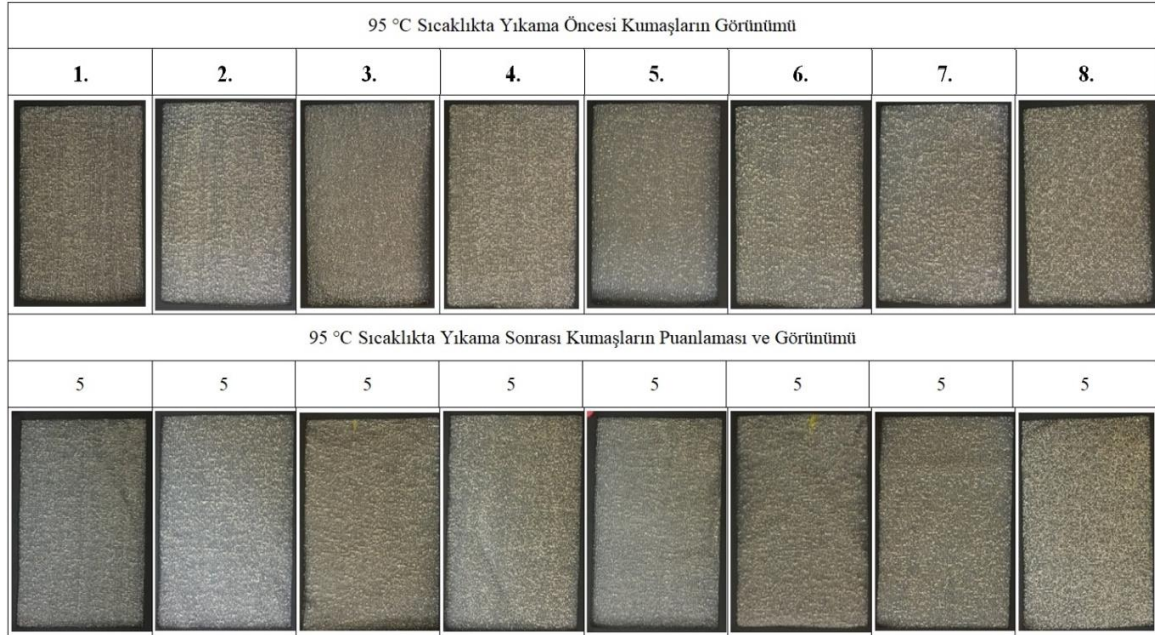 95 °C Sıcaklıkta Yıkama Öncesi Kumaşların Görünümü
1. 2. 3. 4. 5. 6. 7. 8.
95 °C Sıcaklıkta Yıkama Sonrası Kumaşların Puanlaması ve Görünümü
5 5 5 5 5 5 5 5